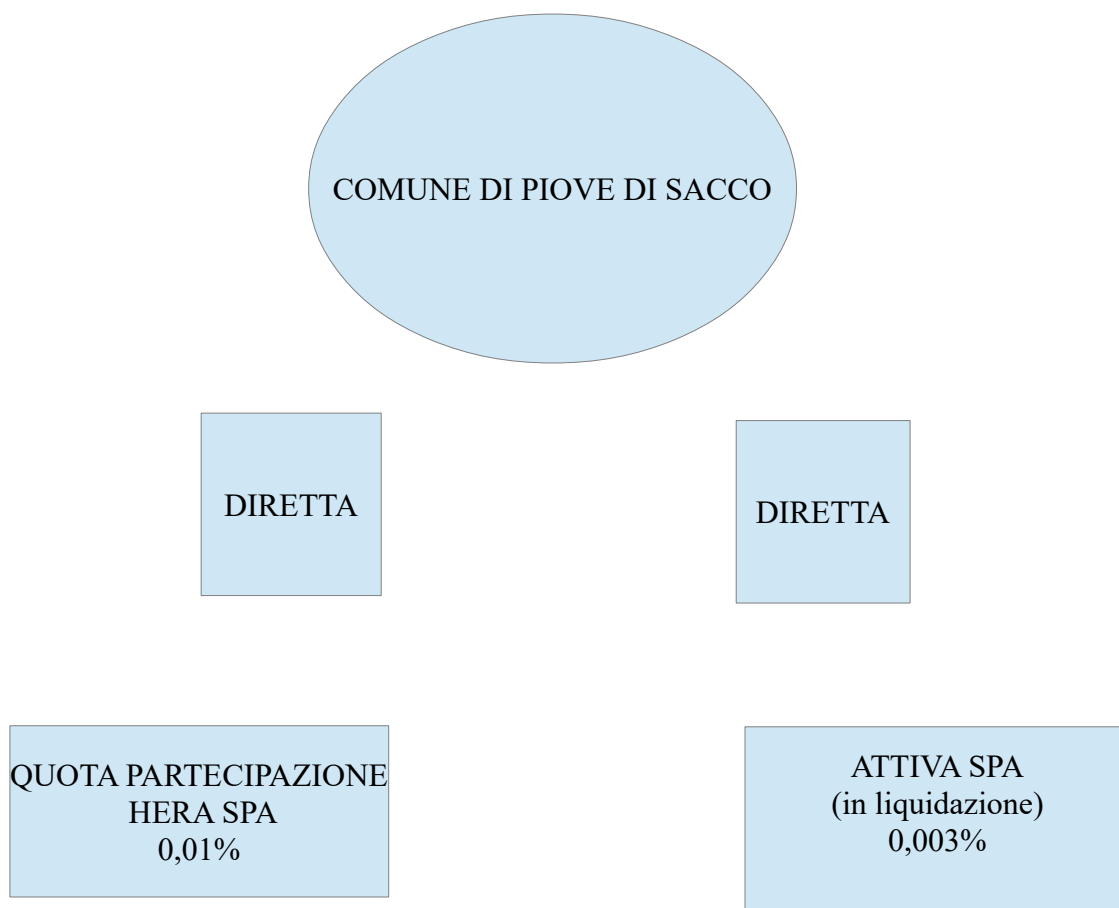 COMUNE DI PIOVE DI SACCO
DIRETTA
DIRETTA
QUOTA PARTECIPAZIONE
HERA SPA
0,01%
ATTIVA SPA
(in liquidazione)
0,003%